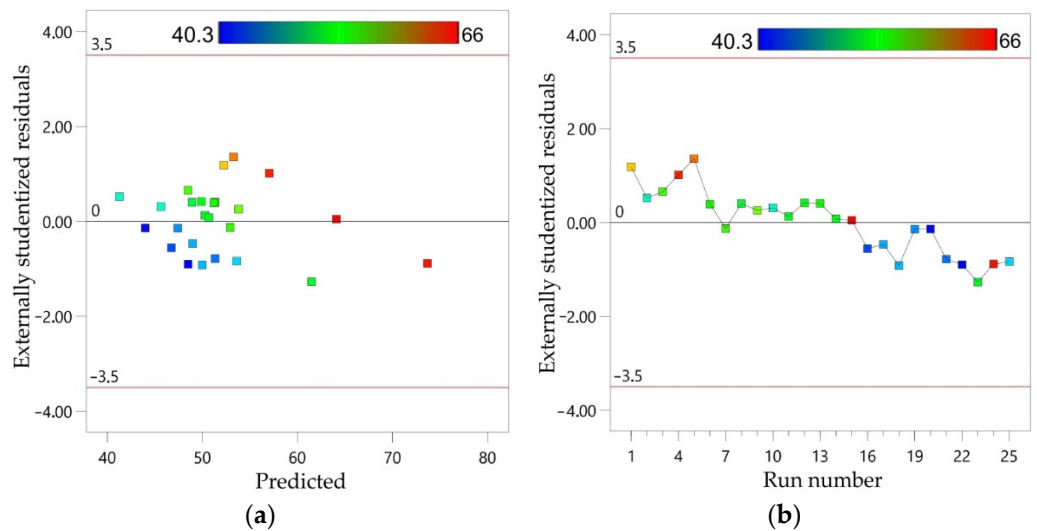 Externally studentized residuals
4.00
2.00
0.00
−2.00
−4.00
3.5
0
−3.5
40.3
66
40 50 60 70 80
Predicted
(a)
Externally studentized residuals
4.00
2.00
0.00
−2.00
−4.00
3.5
0
−3.5
40.3
66
1 4 7 10 13 16 19 22 25
Run number
(b)